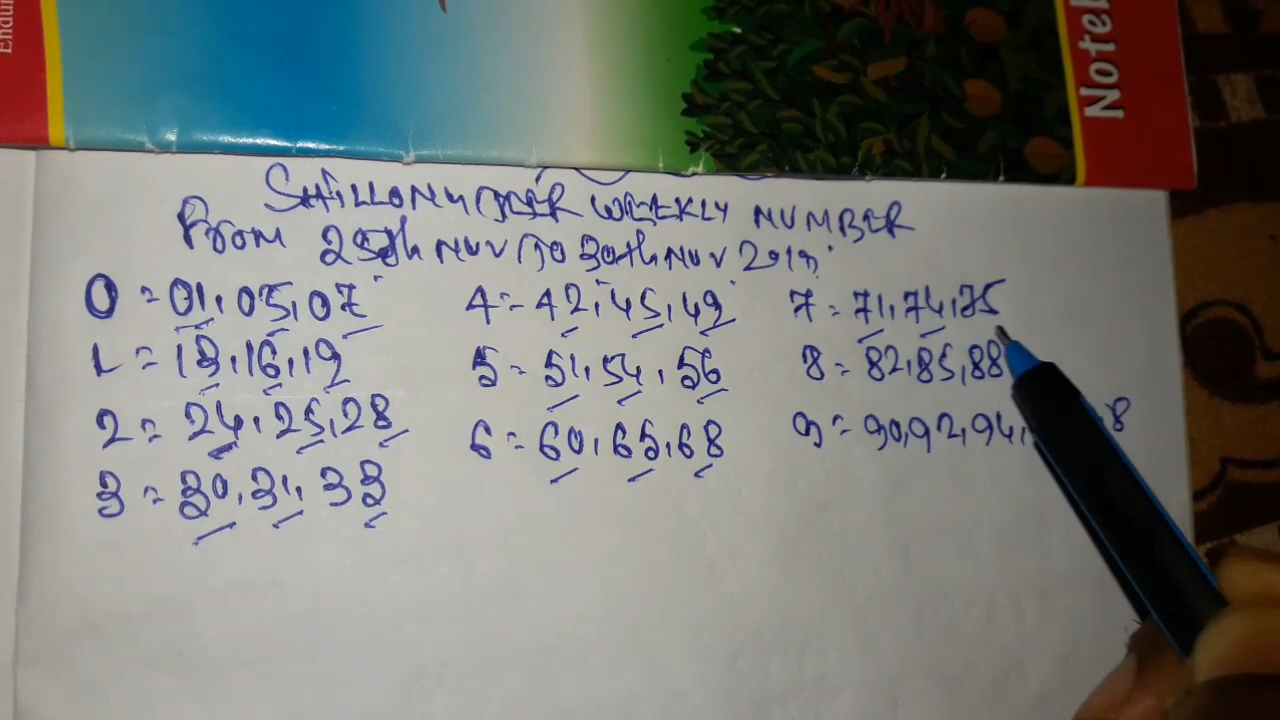 Endur
Noteb
SHILLONG TEER WEEKLY NUMBER
From 25th NOV TO 30th NOV 2019
0 = 01, 05, 07
4 = 42, 45, 49
7 = 71, 74, 75
1 = 13, 16, 19
5 = 51, 54, 56
8 = 82, 85, 88
2 = 24, 25, 28
6 = 60, 65, 68
9 = 90, 92, 94, 8
3 = 30, 31, 33